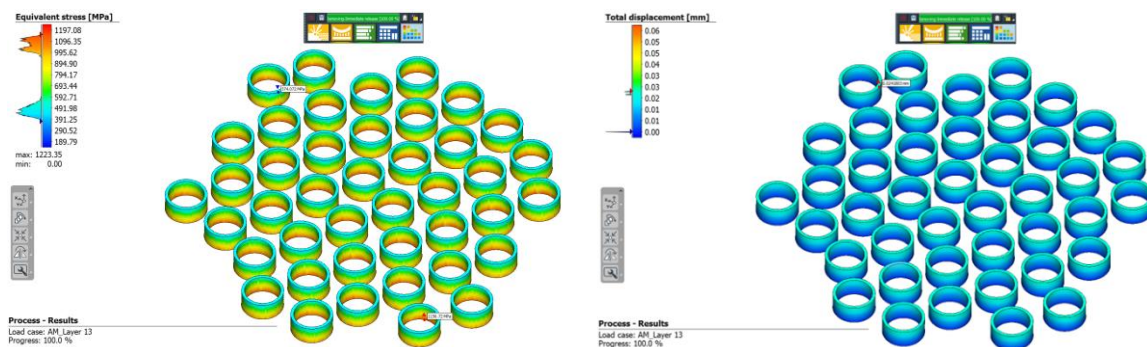 Equivalent stress [MPa]
1197.08
1096.35
995.62
894.90
794.17
693.44
592.71
491.98
391.25
290.52
189.79
max: 1223.35
min: 0.00
Process - Results
Load case: AM_Layer 13
Progress: 100.0 %
Total displacement [mm]
0.06
0.05
0.05
0.04
0.04
0.03
0.03
0.02
0.01
0.01
0.00
Process - Results
Load case: AM_Layer 13
Progress: 100.0 %